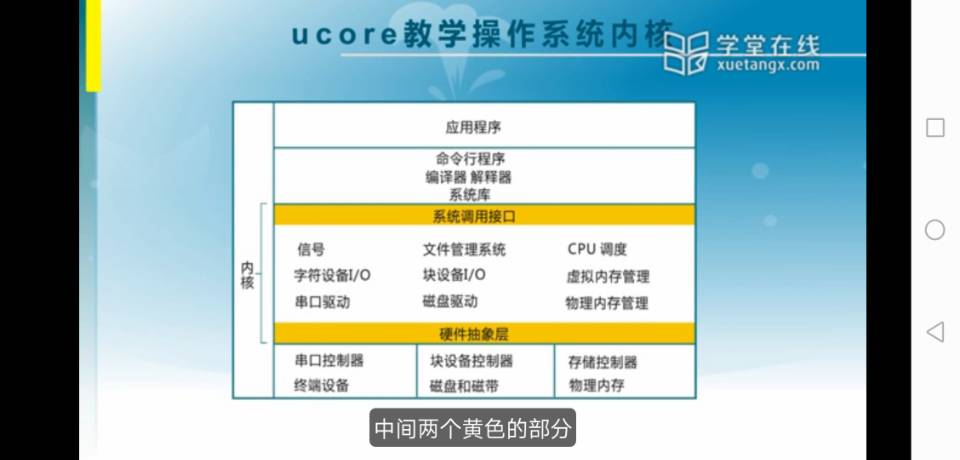 ucore教学操作系统内核
学堂在线
xuetangx.com
应用程序
命令行程序
编译器 解释器
系统库
系统调用接口
内核
信号 文件管理系统 CPU 调度
字符设备I/O 块设备I/O 虚拟内存管理
串口驱动 磁盘驱动 物理内存管理
硬件抽象层
串口控制器 块设备控制器 存储控制器
终端设备 磁盘和磁带 物理内存
中间两个黄色的部分